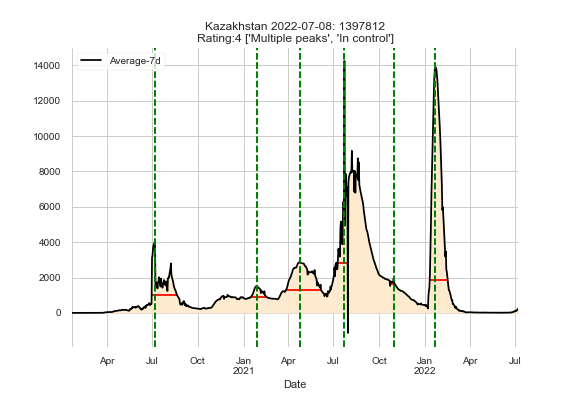 Kazakhstan 2022-07-08: 1397812
Rating:4 ['Multiple peaks', 'In control']
Average-7d
14000
12000
10000
8000
6000
4000
2000
0
Apr Jul Oct Jan Apr Jul Oct Jan Apr Jul
2021 2022
Date